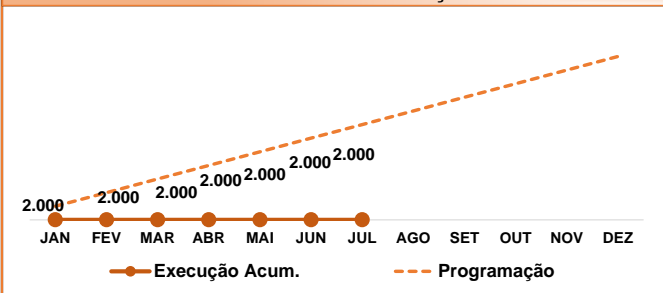 2.000 2.000 2.000 2.000 2.000 2.000 2.000
JAN FEV MAR ABR MAI JUN JUL AGO SET OUT NOV DEZ
Execução Acum. Programação